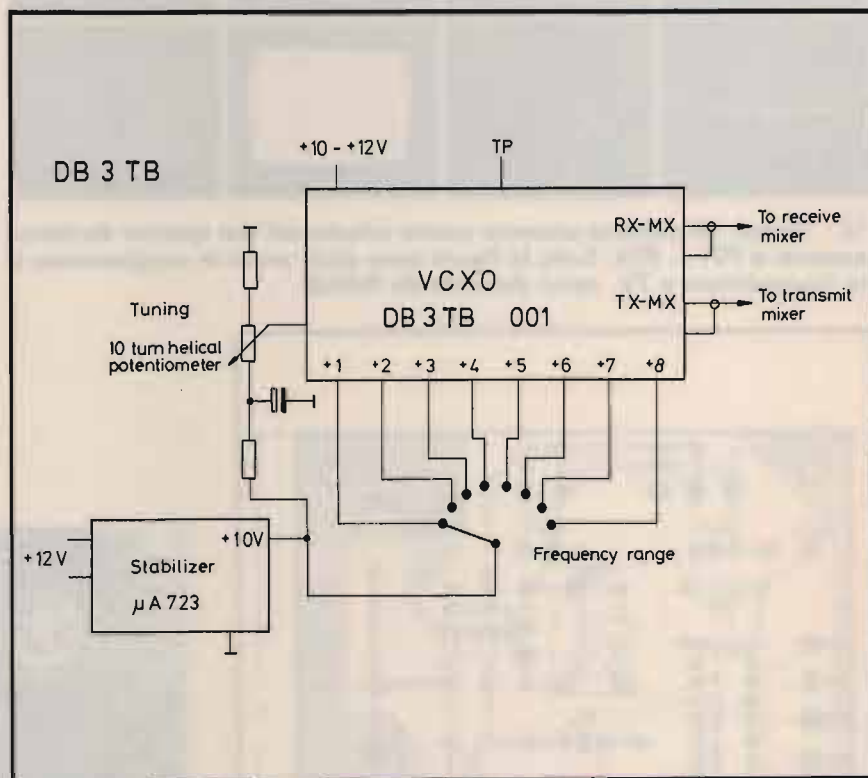 +10 - +12V
TP
DB 3 TB
RX-MX
To receive
mixer
VCXO
DB 3 TB 001
TX-MX
To transmit
mixer
Tuning
10 turn helical
potentiometer
+1 +2 +3 +4 +5 +6 +7 +8
Frequency range
+12 V
+10V
Stabilizer
µA 723